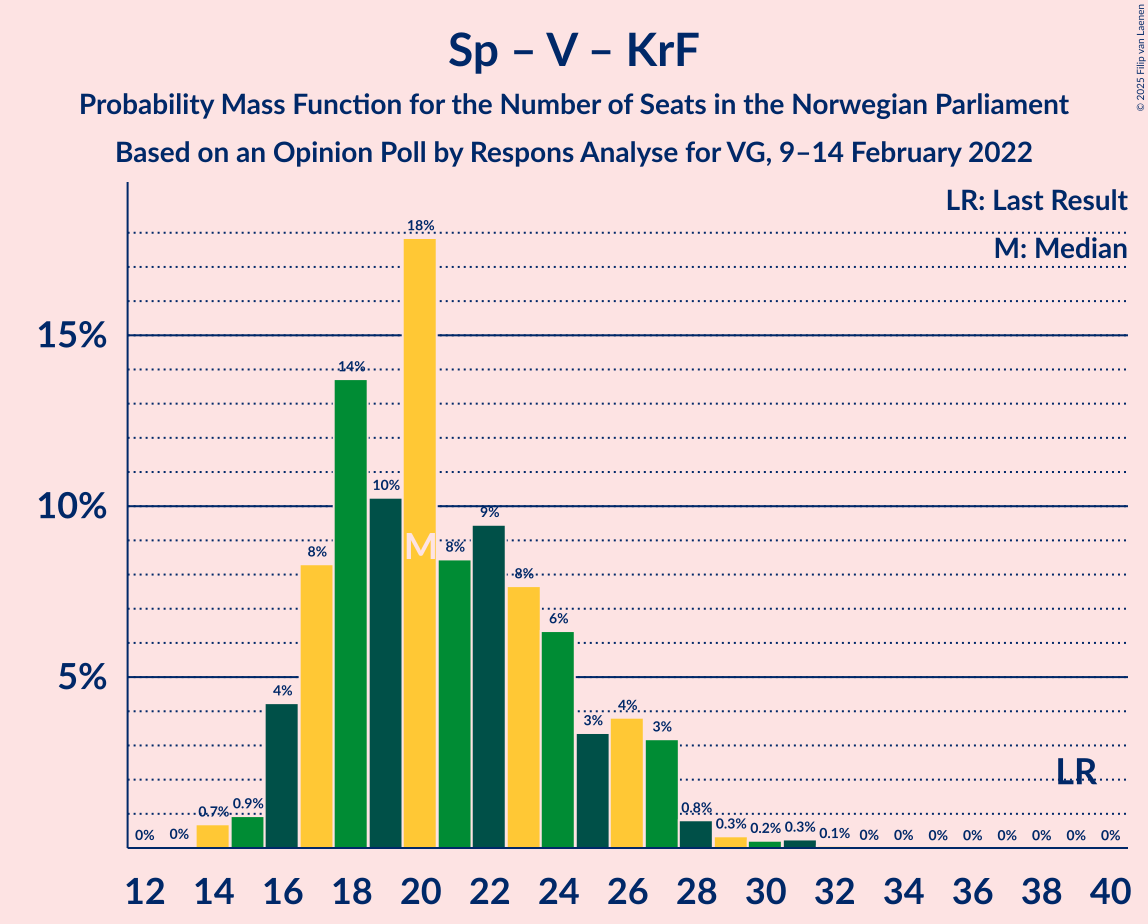 Sp – V – KrF
Probability Mass Function for the Number of Seats in the Norwegian Parliament
Based on an Opinion Poll by Respons Analyse for VG, 9–14 February 2022
© 2025 Filip van Laenen
LR: Last Result
M: Median
15%
10%
5%
0% 0% 0.7% 0.9% 4% 8% 14% 10% 18% 8% 9% 8% 6% 3% 4% 3% 0.8% 0.3% 0.2% 0.3% 0.1% 0% 0% 0% 0% 0% 0% 0% 0%
M
LR
12 14 16 18 20 22 24 26 28 30 32 34 36 38 40